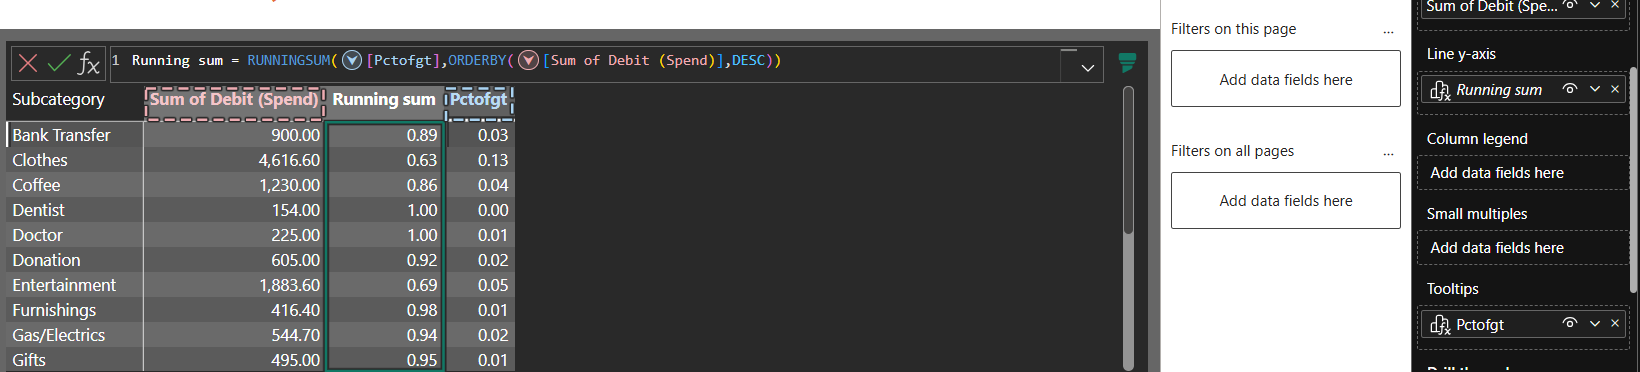 1 Running sum = RUNNINGSUM([Pctofgt],ORDERBY([Sum of Debit (Spend)],DESC))
Subcategory Sum of Debit (Spend) Running sum Pctofgt
Bank Transfer 900.00 0.89 0.03
Clothes 4,616.60 0.63 0.13
Coffee 1,230.00 0.86 0.04
Dentist 154.00 1.00 0.00
Doctor 225.00 1.00 0.01
Donation 605.00 0.92 0.02
Entertainment 1,883.60 0.69 0.05
Furnishings 416.40 0.98 0.01
Gas/Electrics 544.70 0.94 0.02
Gifts 495.00 0.95 0.01
Filters on this page ...
Add data fields here
Filters on all pages ...
Add data fields here
Sum of Debit (Spe...
Line y-axis
Running sum
Column legend
Add data fields here
Small multiples
Add data fields here
Tooltips
Pctofgt